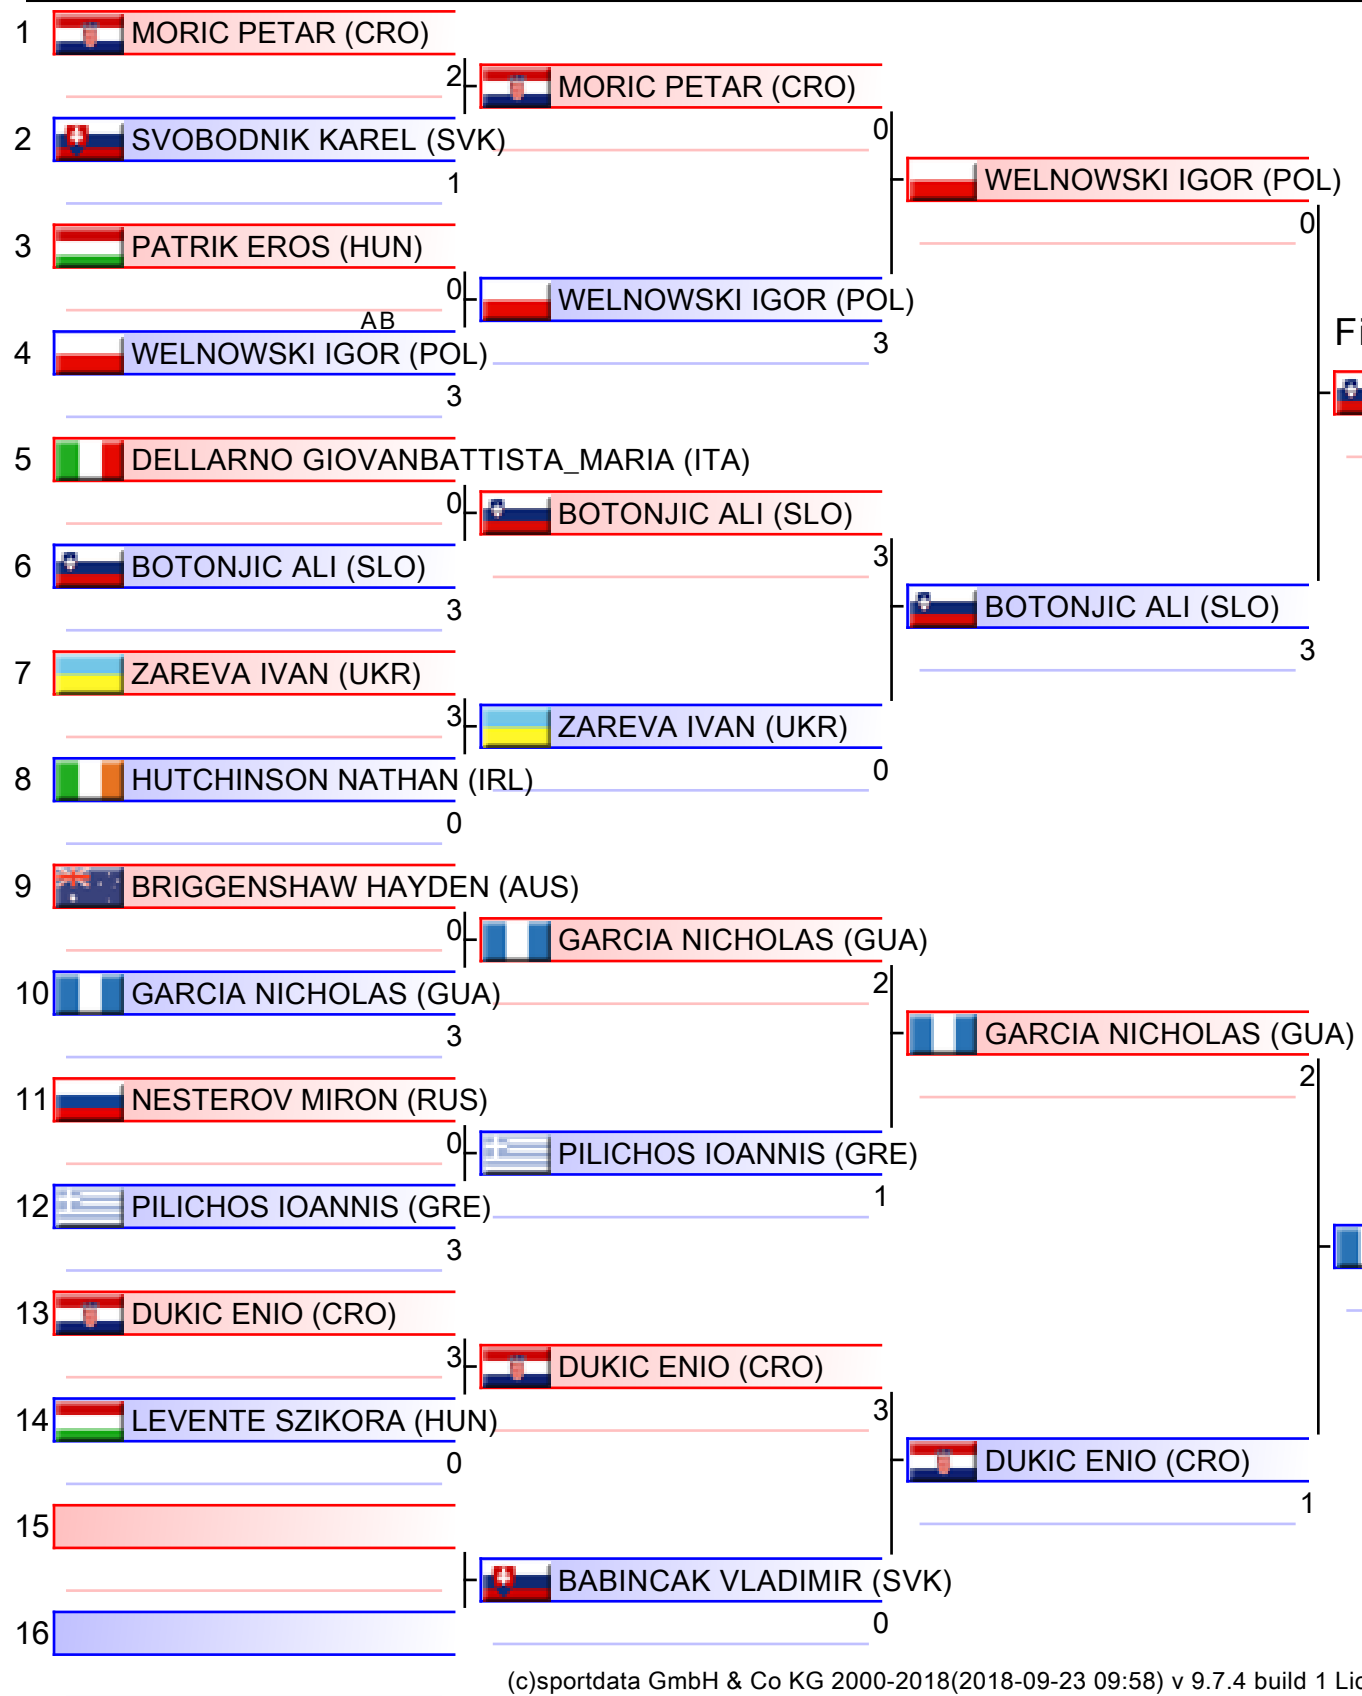 1 MORIC PETAR (CRO)
2
MORIC PETAR (CRO)
0
2 SVOBODNIK KAREL (SVK)
1
WELNOWSKI IGOR (POL)
0
3 PATRIK EROS (HUN)
0
WELNOWSKI IGOR (POL)
3
AB
4 WELNOWSKI IGOR (POL)
3
5 DELLARNO GIOVANBATTISTA_MARIA (ITA)
0
BOTONJIC ALI (SLO)
3
6 BOTONJIC ALI (SLO)
3
BOTONJIC ALI (SLO)
3
7 ZAREVA IVAN (UKR)
3
ZAREVA IVAN (UKR)
0
8 HUTCHINSON NATHAN (IRL)
0
9 BRIGGENSHAW HAYDEN (AUS)
0
GARCIA NICHOLAS (GUA)
2
10 GARCIA NICHOLAS (GUA)
3
GARCIA NICHOLAS (GUA)
2
11 NESTEROV MIRON (RUS)
0
PILICHOS IOANNIS (GRE)
1
12 PILICHOS IOANNIS (GRE)
3
13 DUKIC ENIO (CRO)
3
DUKIC ENIO (CRO)
3
14 LEVENTE SZIKORA (HUN)
0
DUKIC ENIO (CRO)
1
15
BABINCAK VLADIMIR (SVK)
0
16
(c)sportdata GmbH & Co KG 2000-2018(2018-09-23 09:58) v 9.7.4 build 1